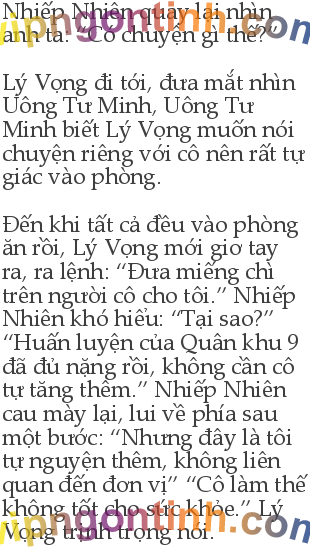 Nhiếp Nhiên quay lại nhìn
anh ta: “Có chuyện gì thế?”
Lý Vọng đi tới, đưa mắt nhìn
Uông Tư Minh, Uông Tư
Minh biết Lý Vọng muốn nói
chuyện riêng với cô nên rất tự
giác vào phòng.
Đến khi tất cả đều vào phòng
ăn rồi, Lý Vọng mới giơ tay
ra, ra lệnh: “Đưa miếng chì
trên người cô cho tôi.” Nhiếp
Nhiên khó hiểu: “Tại sao?”
“Huấn luyện của Quân khu 9
đã đủ nặng rồi, không cần cô
tự tăng thêm.” Nhiếp Nhiên
cau mày lại, lui về phía sau
một bước: “Nhưng đây là tôi
tự nguyện thêm, không liên
quan đến đơn vị” “Cô làm thế
không tốt cho sức khỏe.” Lý
Vọng trịnh trọng nói.
vipngontinh.com